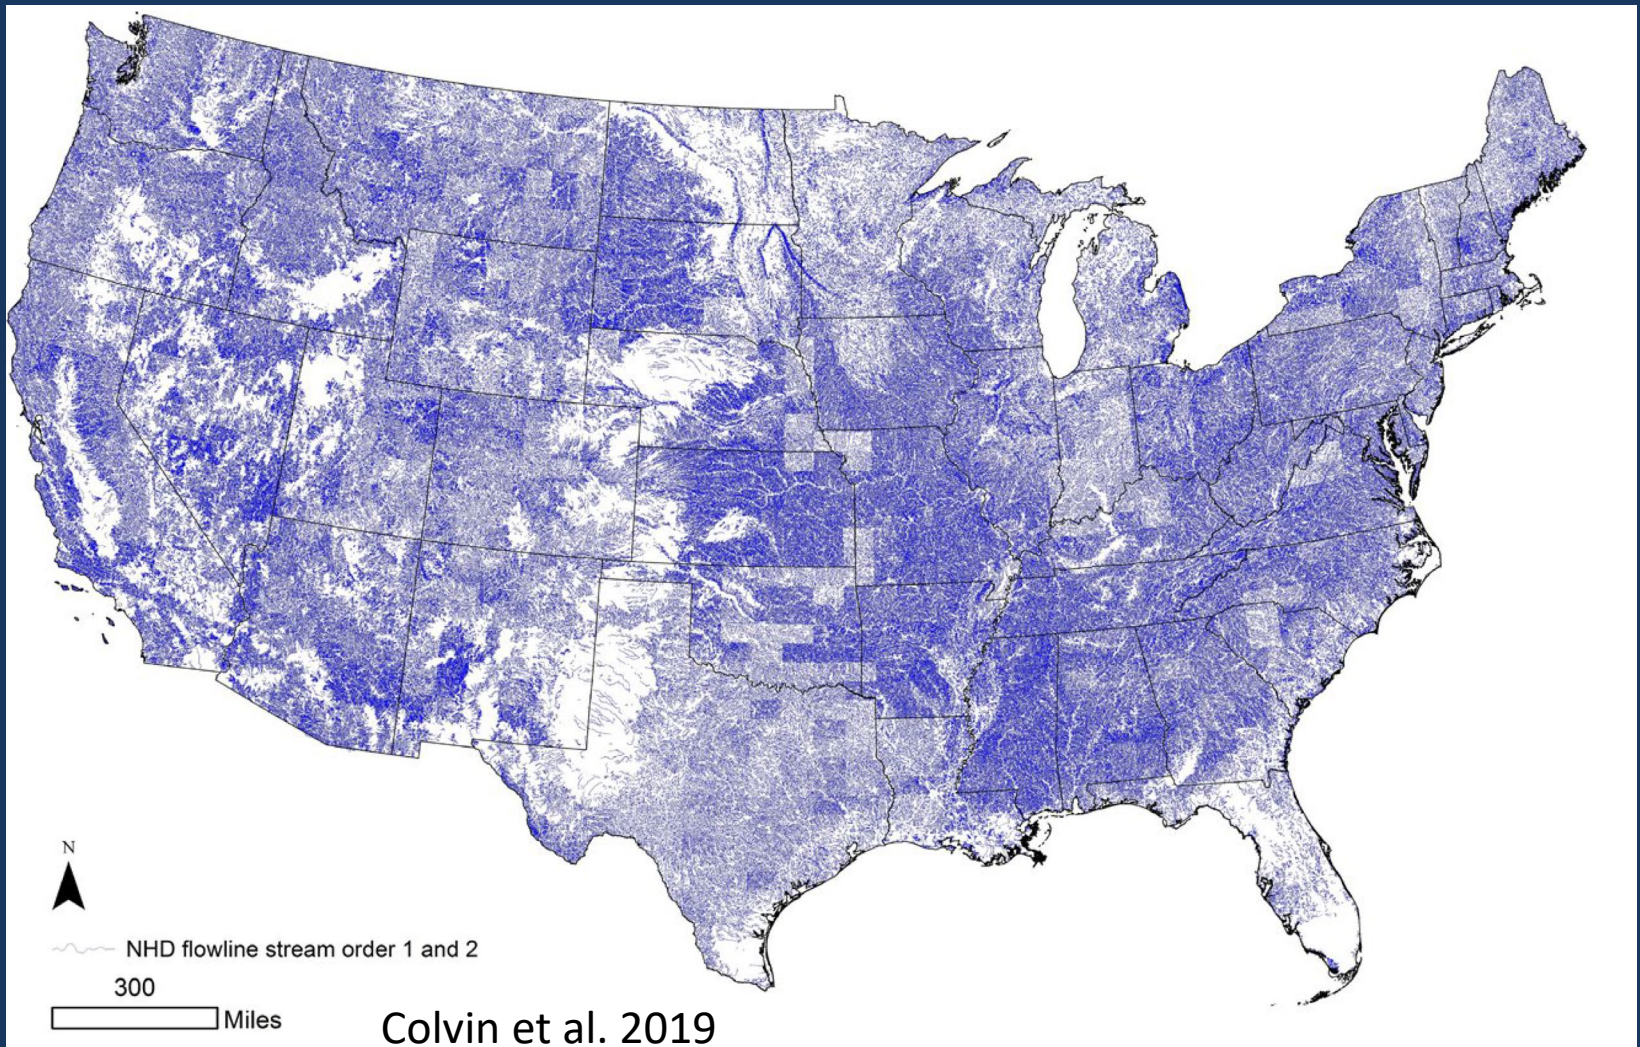 N
NHD flowline stream order 1 and 2
300
Miles
Colvin et al. 2019